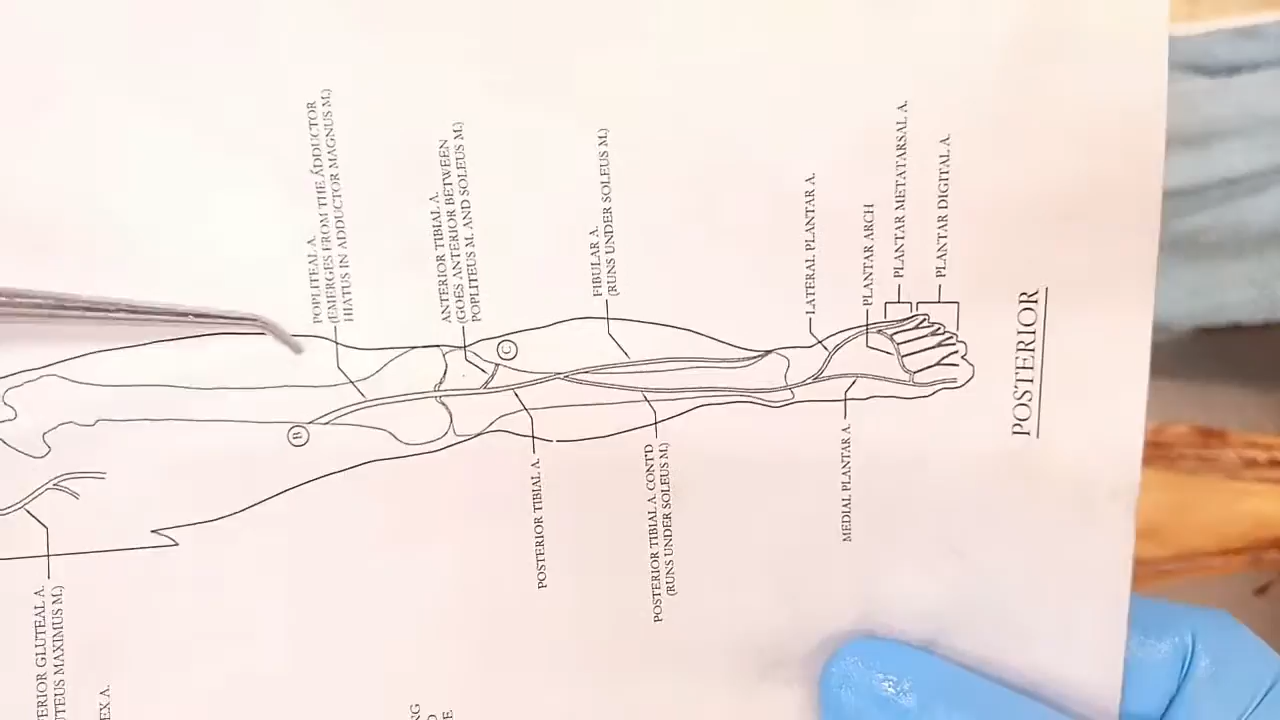 POPLITEAL A.
(EMERGES FROM THE ADDUCTOR
HIATUS IN ADDUCTOR MAGNUS M.)
ANTERIOR TIBIAL A.
(GOES ANTERIOR BETWEEN
POPLITEUS M. AND SOLEUS M.)
FIBULAR A.
(RUNS UNDER SOLEUS M.)
LATERAL PLANTAR A.
PLANTAR ARCH
PLANTAR METATARSAL A.
PLANTAR DIGITAL A.
B
C
POSTERIOR TIBIAL A.
POSTERIOR TIBIAL A. CONT'D
(RUNS UNDER SOLEUS M.)
MEDIAL PLANTAR A.
POSTERIOR
ERIOR GLUTEAL A.
UTEUS MAXIMUS M.)
EX A.